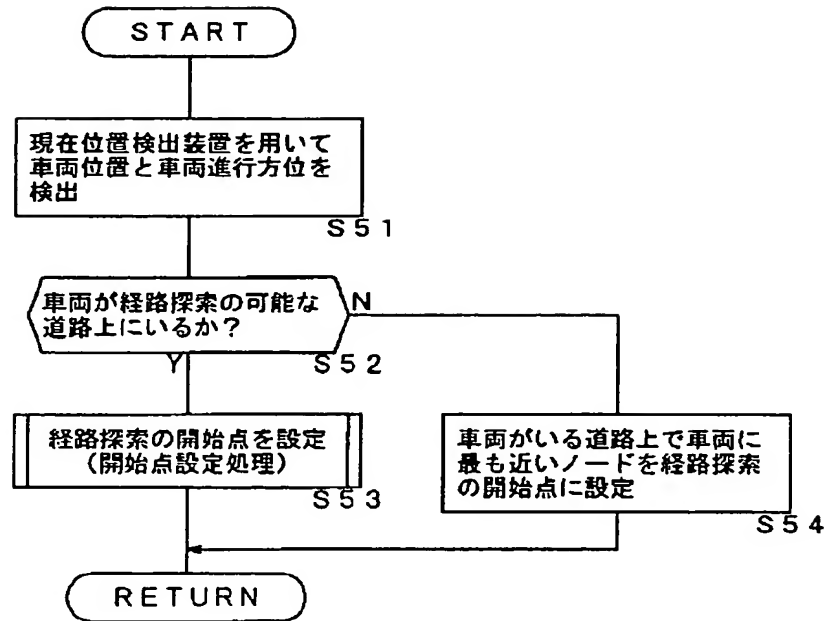 START
現在位置検出装置を用いて
車両位置と車両進行方位を
検出
S51
車両が経路探索の可能な
道路上にいるか？
N
Y
S52
経路探索の開始点を設定
（開始点設定処理）
S53
車両がいる道路上で車両に
最も近いノードを経路探索
の開始点に設定
S54
RETURN